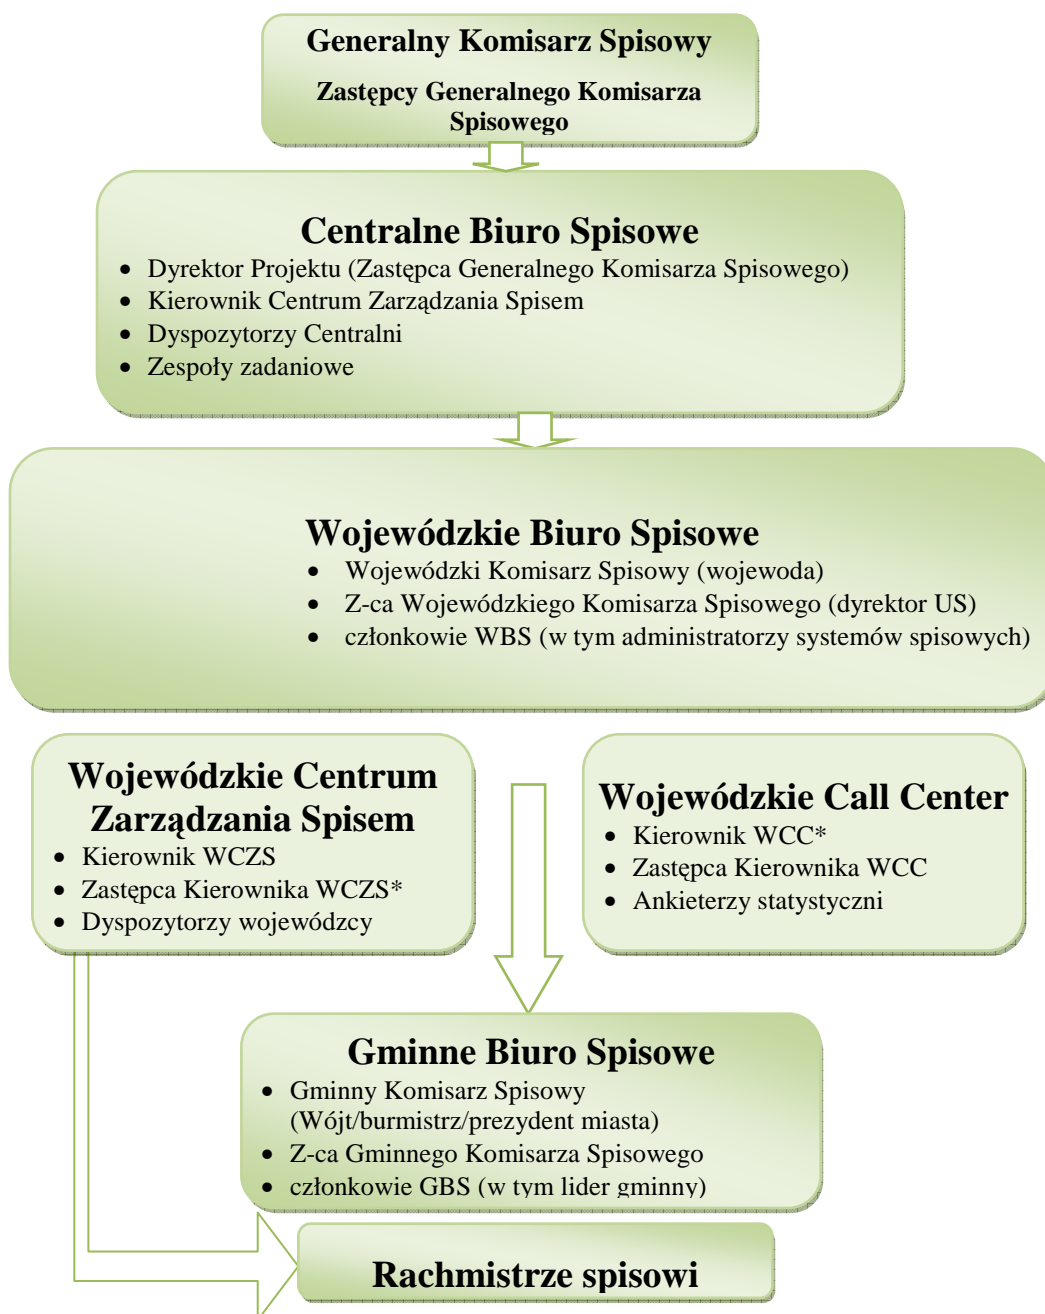 Generalny Komisarz Spisowy
Zastępcy Generalnego Komisarza
Spisowego
Centralne Biuro Spisowe
• Dyrektor Projektu (Zastępca Generalnego Komisarza Spisowego)
• Kierownik Centrum Zarządzania Spisem
• Dyspozytorzy Centralni
• Zespoły zadaniowe
Wojewódzkie Biuro Spisowe
• Wojewódzki Komisarz Spisowy (wojewoda)
• Z-ca Wojewódzkiego Komisarza Spisowego (dyrektor US)
• członkowie WBS (w tym administratorzy systemów spisowych)
Wojewódzkie Centrum
Zarządzania Spisem
• Kierownik WCZS
• Zastępca Kierownika WCZS*
• Dyspozytorzy wojewódzcy
Wojewódzkie Call Center
• Kierownik WCC*
• Zastępca Kierownika WCC
• Ankieterzy statystyczni
Gminne Biuro Spisowe
• Gminny Komisarz Spisowy
(Wójt/burmistrz/prezydent miasta)
• Z-ca Gminnego Komisarza Spisowego
• członkowie GBS (w tym lider gminny)
Rachmistrze spisowi